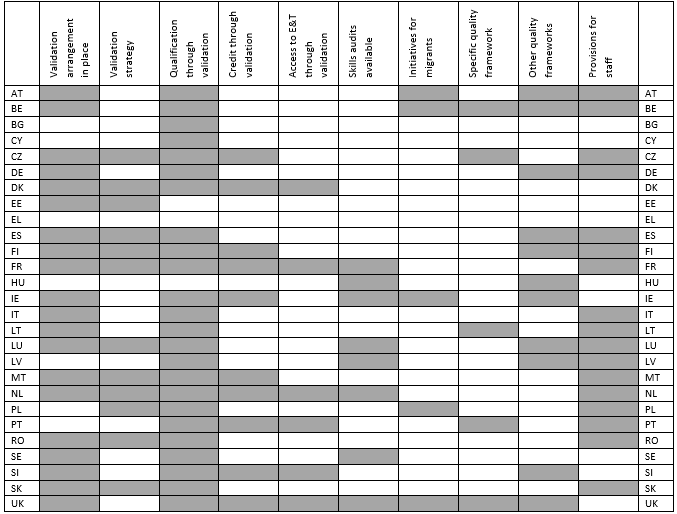 Validation
arrangement
in place
Validation
strategy
Qualification
through
validation
Credit through
validation
Access to E&T
through
validation
Skills audits
available
Initiatives for
migrants
Specific quality
framework
Other quality
frameworks
Provisions for
staff
AT AT
BE BE
BG BG
CY CY
CZ CZ
DE DE
DK DK
EE EE
EL EL
ES ES
FI FI
FR FR
HU HU
IE IE
IT IT
LT LT
LU LU
LV LV
MT MT
NL NL
PL PL
PT PT
RO RO
SE SE
SI SI
SK SK
UK UK